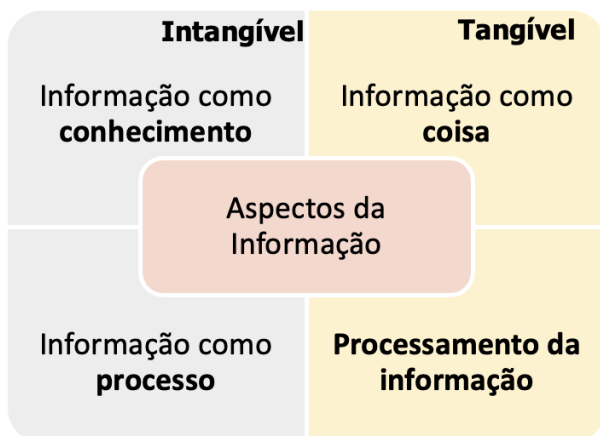 Intangível
Tangível
Informação como
conhecimento
Informação como
coisa
Aspectos da
Informação
Informação como
processo
Processamento da
informação